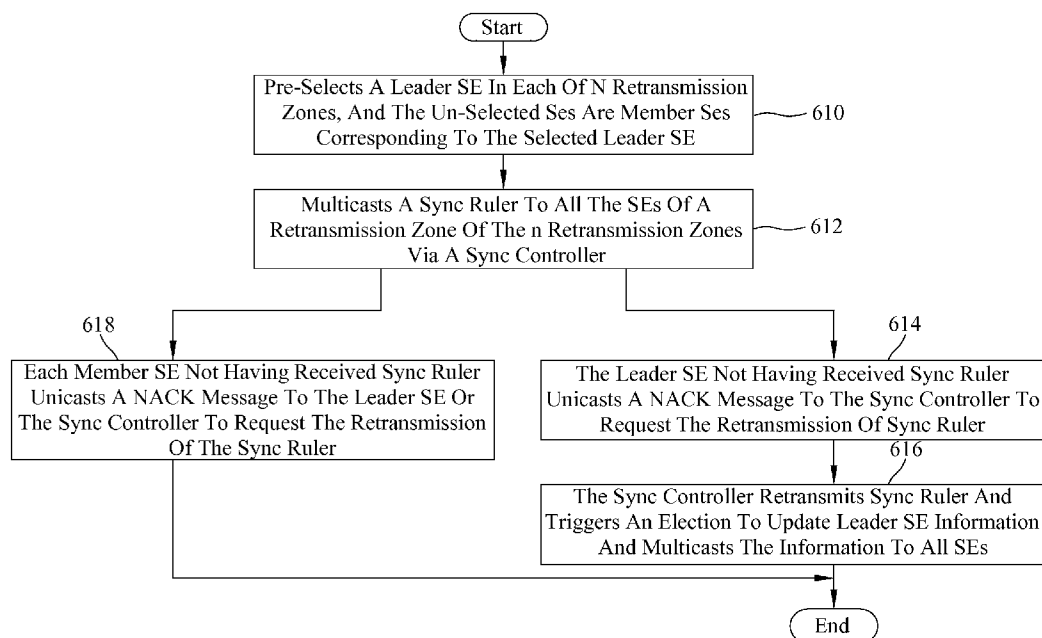 Start
Pre-Selects A Leader SE In Each Of N Retransmission
Zones, And The Un-Selected Ses Are Member Ses
Corresponding To The Selected Leader SE
610
Multicasts A Sync Ruler To All The SEs Of A
Retransmission Zone Of The n Retransmission Zones
Via A Sync Controller
612
618
Each Member SE Not Having Received Sync Ruler
Unicasts A NACK Message To The Leader SE Or
The Sync Controller To Request The Retransmission
Of The Sync Ruler
614
The Leader SE Not Having Received Sync Ruler
Unicasts A NACK Message To The Sync Controller To
Request The Retransmission Of Sync Ruler
616
The Sync Controller Retransmits Sync Ruler And
Triggers An Election To Update Leader SE Information
And Multicasts The Information To All SEs
End